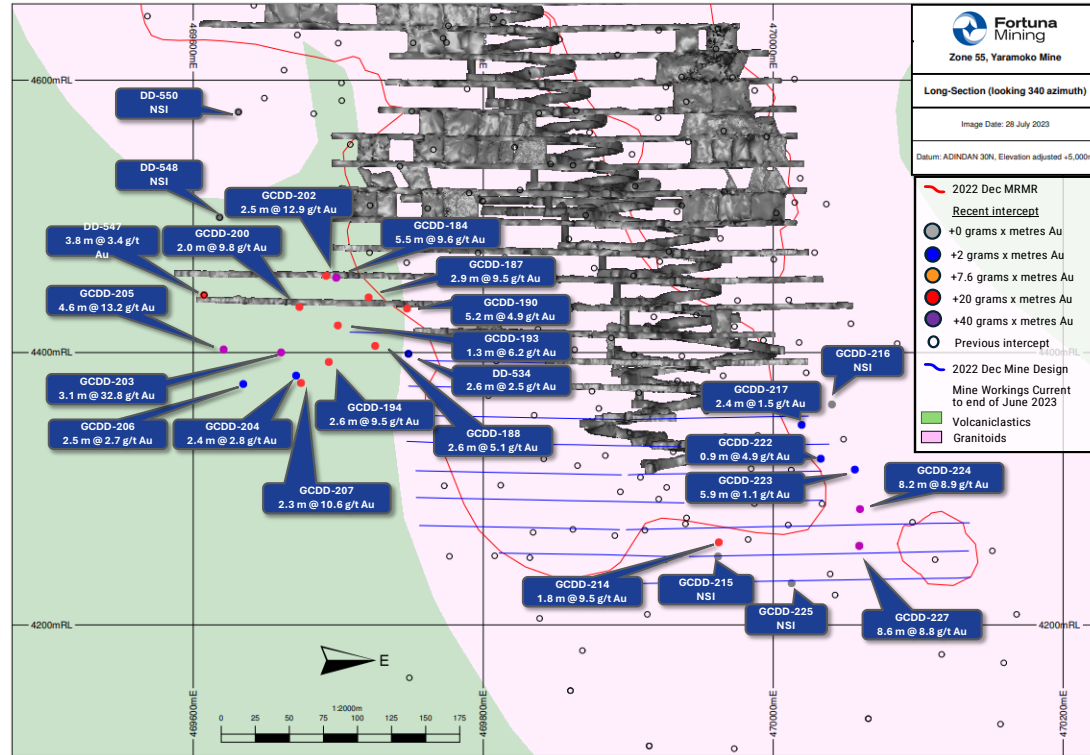 Fortuna
Mining
Zone 55, Yaramoko Mine
Long-Section (looking 340 azimuth)
Image Date: 28 July 2023
Datum: ADINDAN 30N, Elevation adjusted +5,000m
2022 Dec MRMR
Recent intercept
+0 grams x metres Au
+2 grams x metres Au
+7.6 grams x metres Au
+20 grams x metres Au
+40 grams x metres Au
Previous intercept
2022 Dec Mine Design
Mine Workings Current
to end of June 2023
Volcaniclastics
Granitoids
469600mE
470000mE
4600mRL
4600mRL
DD-550
NSI
DD-548
NSI
GCDD-202
2.5 m @ 12.9 g/t Au
DD-547
3.8 m @ 3.4 g/t
Au
GCDD-200
2.0 m @ 9.8 g/t Au
GCDD-184
5.5 m @ 9.6 g/t Au
GCDD-187
2.9 m @ 9.5 g/t Au
GCDD-205
4.6 m @ 13.2 g/t Au
GCDD-190
5.2 m @ 4.9 g/t Au
GCDD-193
1.3 m @ 6.2 g/t Au
4400mRL
4400mRL
GCDD-203
3.1 m @ 32.8 g/t Au
DD-534
2.6 m @ 2.5 g/t Au
GCDD-216
NSI
GCDD-217
2.4 m @ 1.5 g/t Au
GCDD-206
2.5 m @ 2.7 g/t Au
GCDD-204
2.4 m @ 2.8 g/t Au
GCDD-194
2.6 m @ 9.5 g/t Au
GCDD-188
2.6 m @ 5.1 g/t Au
GCDD-222
0.9 m @ 4.9 g/t Au
GCDD-223
5.9 m @ 1.1 g/t Au
GCDD-224
8.2 m @ 8.9 g/t Au
GCDD-207
2.3 m @ 10.6 g/t Au
GCDD-214
1.8 m @ 9.5 g/t Au
GCDD-215
NSI
GCDD-225
NSI
GCDD-227
8.6 m @ 8.8 g/t Au
4200mRL
4200mRL
E
1:2000m
0 25 50 75 100 125 150 175
469600mE
469800mE
470000mE
470200mE